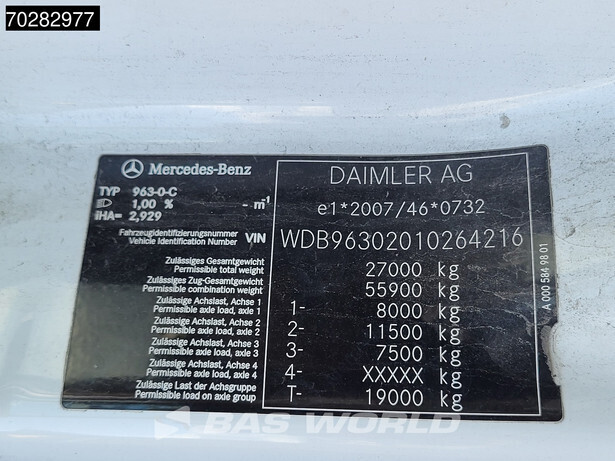 70282977
Mercedes-Benz
DAIMLER AG
TYP 963-0-C
1,00 % - m⁻¹
iHA= 2,929
e1*2007/46*0732
Fahrzeugidentifizierungsnummer
Vehicle Identification Number VIN WDB96302010264216
Zulässiges Gesamtgewicht
Permissible total weight 27000 kg
Zulässiges Zug-Gesamtgewicht
Permissible combination weight 55900 kg
Zulässige Achslast, Achse 1
Permissible axle load, axle 1 1- 8000 kg
Zulässige Achslast, Achse 2
Permissible axle load, axle 2 2- 11500 kg
Zulässige Achslast, Achse 3
Permissible axle load, axle 3 3- 7500 kg
Zulässige Achslast, Achse 4
Permissible axle load, axle 4 4- XXXXX kg
Zulässige Last der Achsgruppe
Permissible load on axle group T- 19000 kg
A 000 584 98 01
BAS WORLD